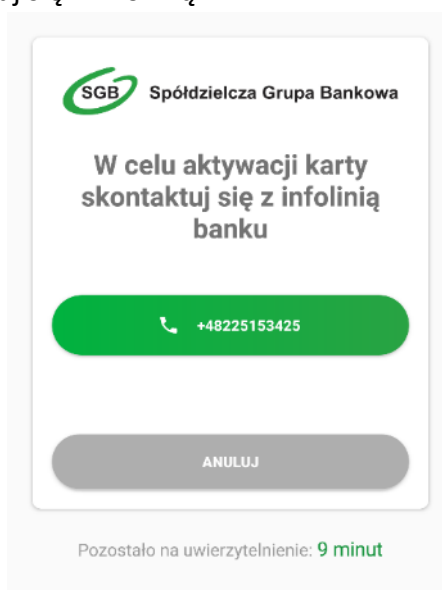 SGB Spółdzielcza Grupa Bankowa
W celu aktywacji karty
skontaktuj się z infolinią
banku
+48225153425
ANULUJ
Pozostało na uwierzytelnienie: 9 minut